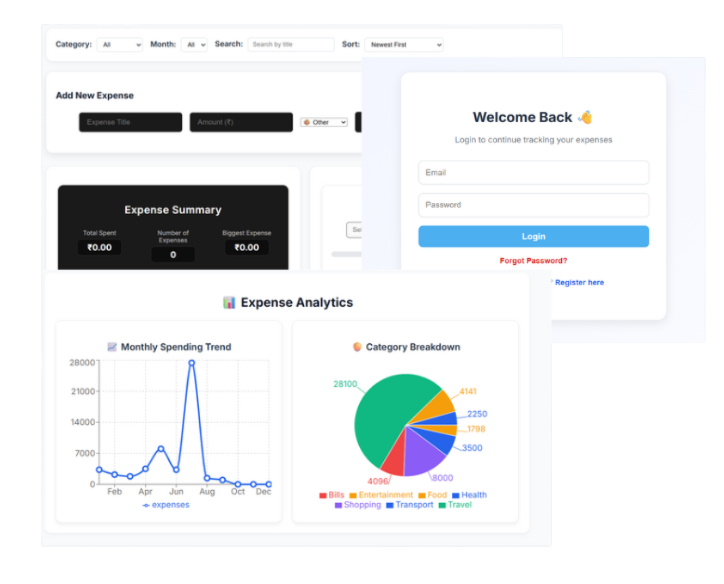 Category: All Month: All Search: Search by title Sort: Newest First
Add New Expense
Expense Title Amount (₹) Other
Expense Summary
Total Spent Number of Expenses Biggest Expense
₹0.00 0 ₹0.00
Welcome Back
Login to continue tracking your expenses
Email
Password
Login
Forgot Password?
? Register here
Expense Analytics
Monthly Spending Trend
28000
21000
14000
7000
0
Feb Apr Jun Aug Oct Dec
expenses
Category Breakdown
28100
4141
2250
1798
3500
8000
4096
Bills Entertainment Food Health
Shopping Transport Travel